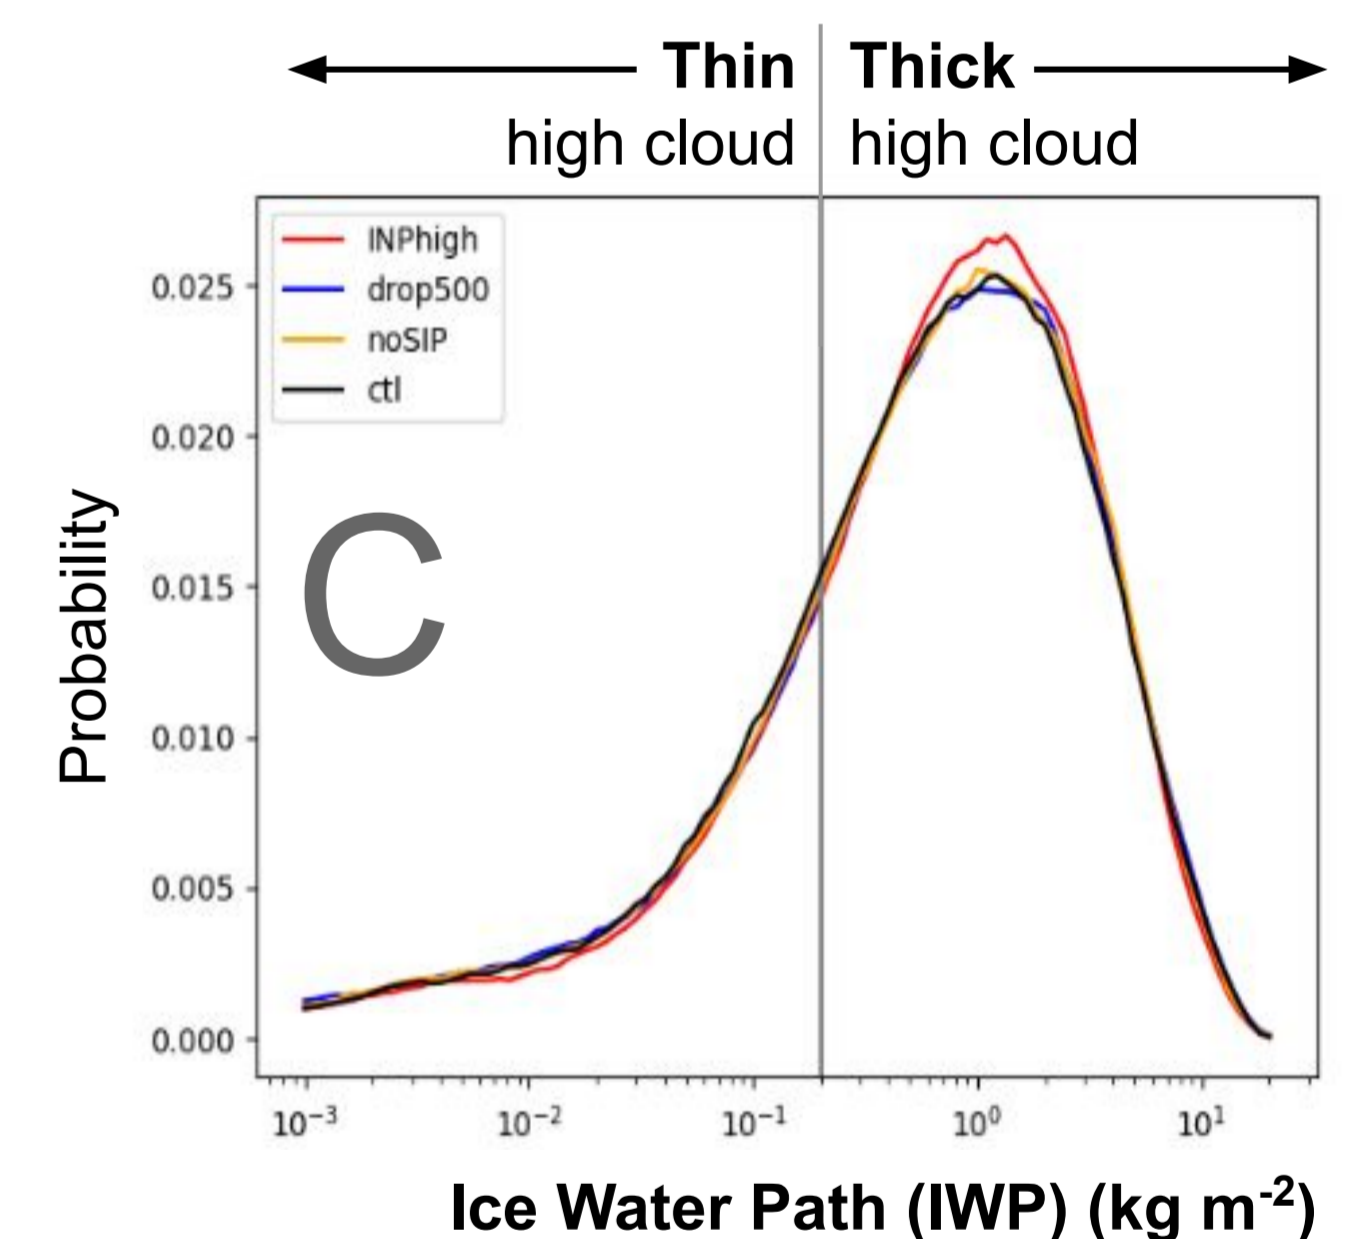 Thin Thick
high cloud high cloud
INPhigh
drop500
noSIP
ctl
C
Probability
0.025
0.020
0.015
0.010
0.005
0.000
10⁻³ 10⁻² 10⁻¹ 10⁰ 10¹
Ice Water Path (IWP) (kg m⁻²)